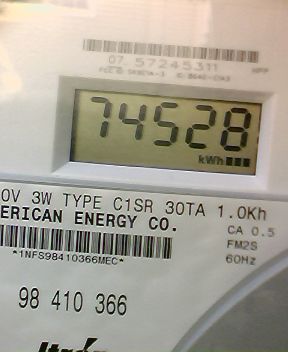 07 57245311
74528
kWh
0V 3W TYPE C1SR 30TA 1.0Kh
ERICAN ENERGY CO.
CA 0.5
FM2S
60Hz
*1NFS98410366MEC*
98 410 366
Itron